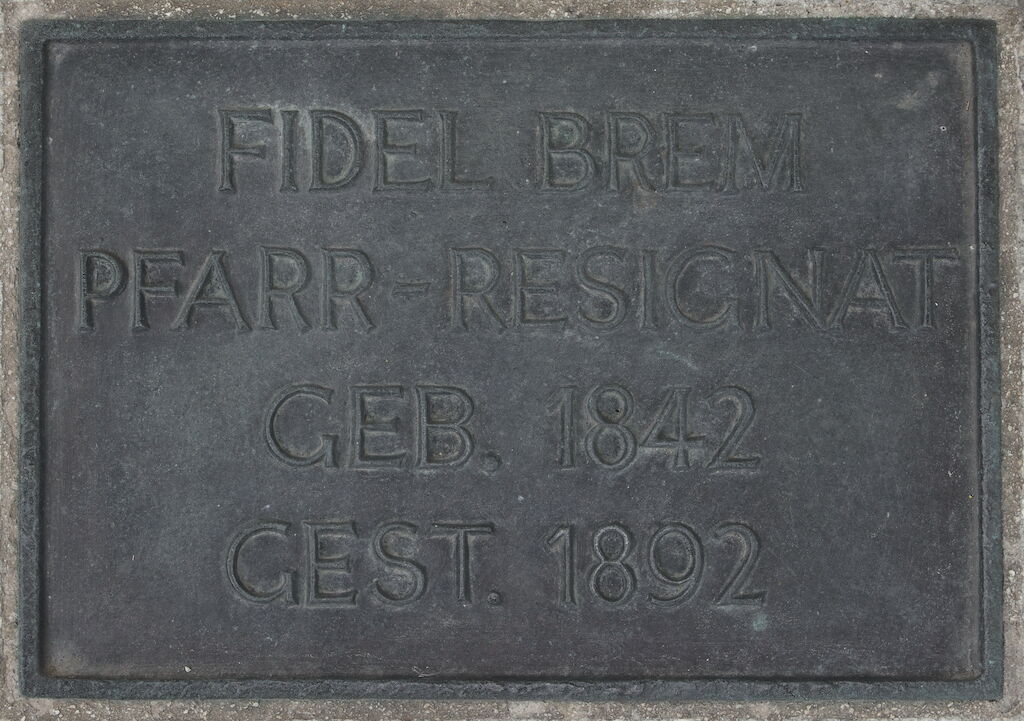 FIDEL BREM
PFARR-RESIGNAT
GEB. 1842
GEST. 1892